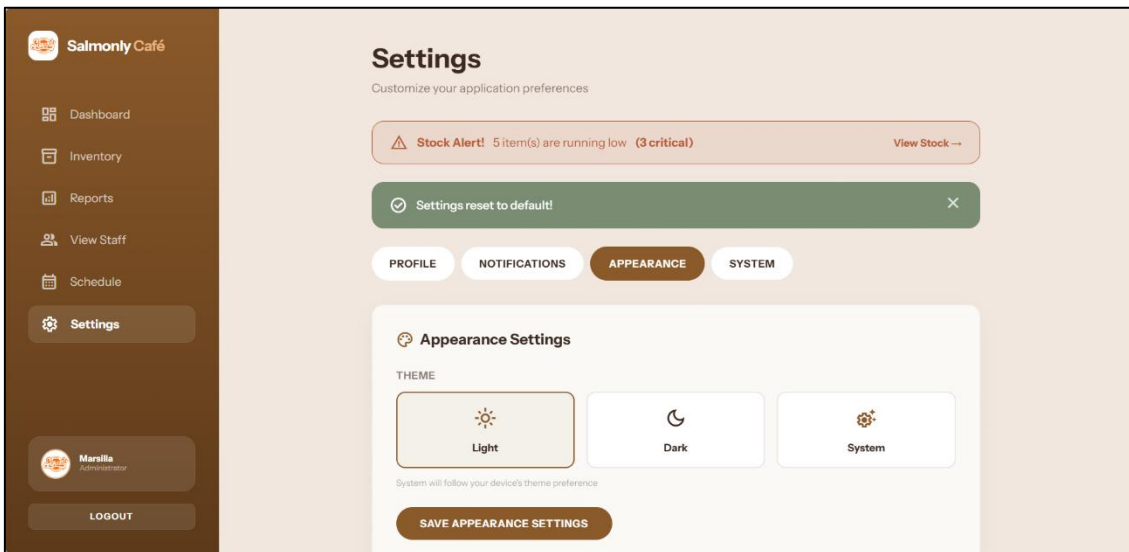 Salmonly Café
Dashboard
Inventory
Reports
View Staff
Schedule
Settings
Marsilla
Administrator
LOGOUT
Settings
Customize your application preferences
Stock Alert! 5 item(s) are running low (3 critical) View Stock →
Settings reset to default!
PROFILE NOTIFICATIONS APPEARANCE SYSTEM
Appearance Settings
THEME
Light Dark System
System will follow your device's theme preference
SAVE APPEARANCE SETTINGS